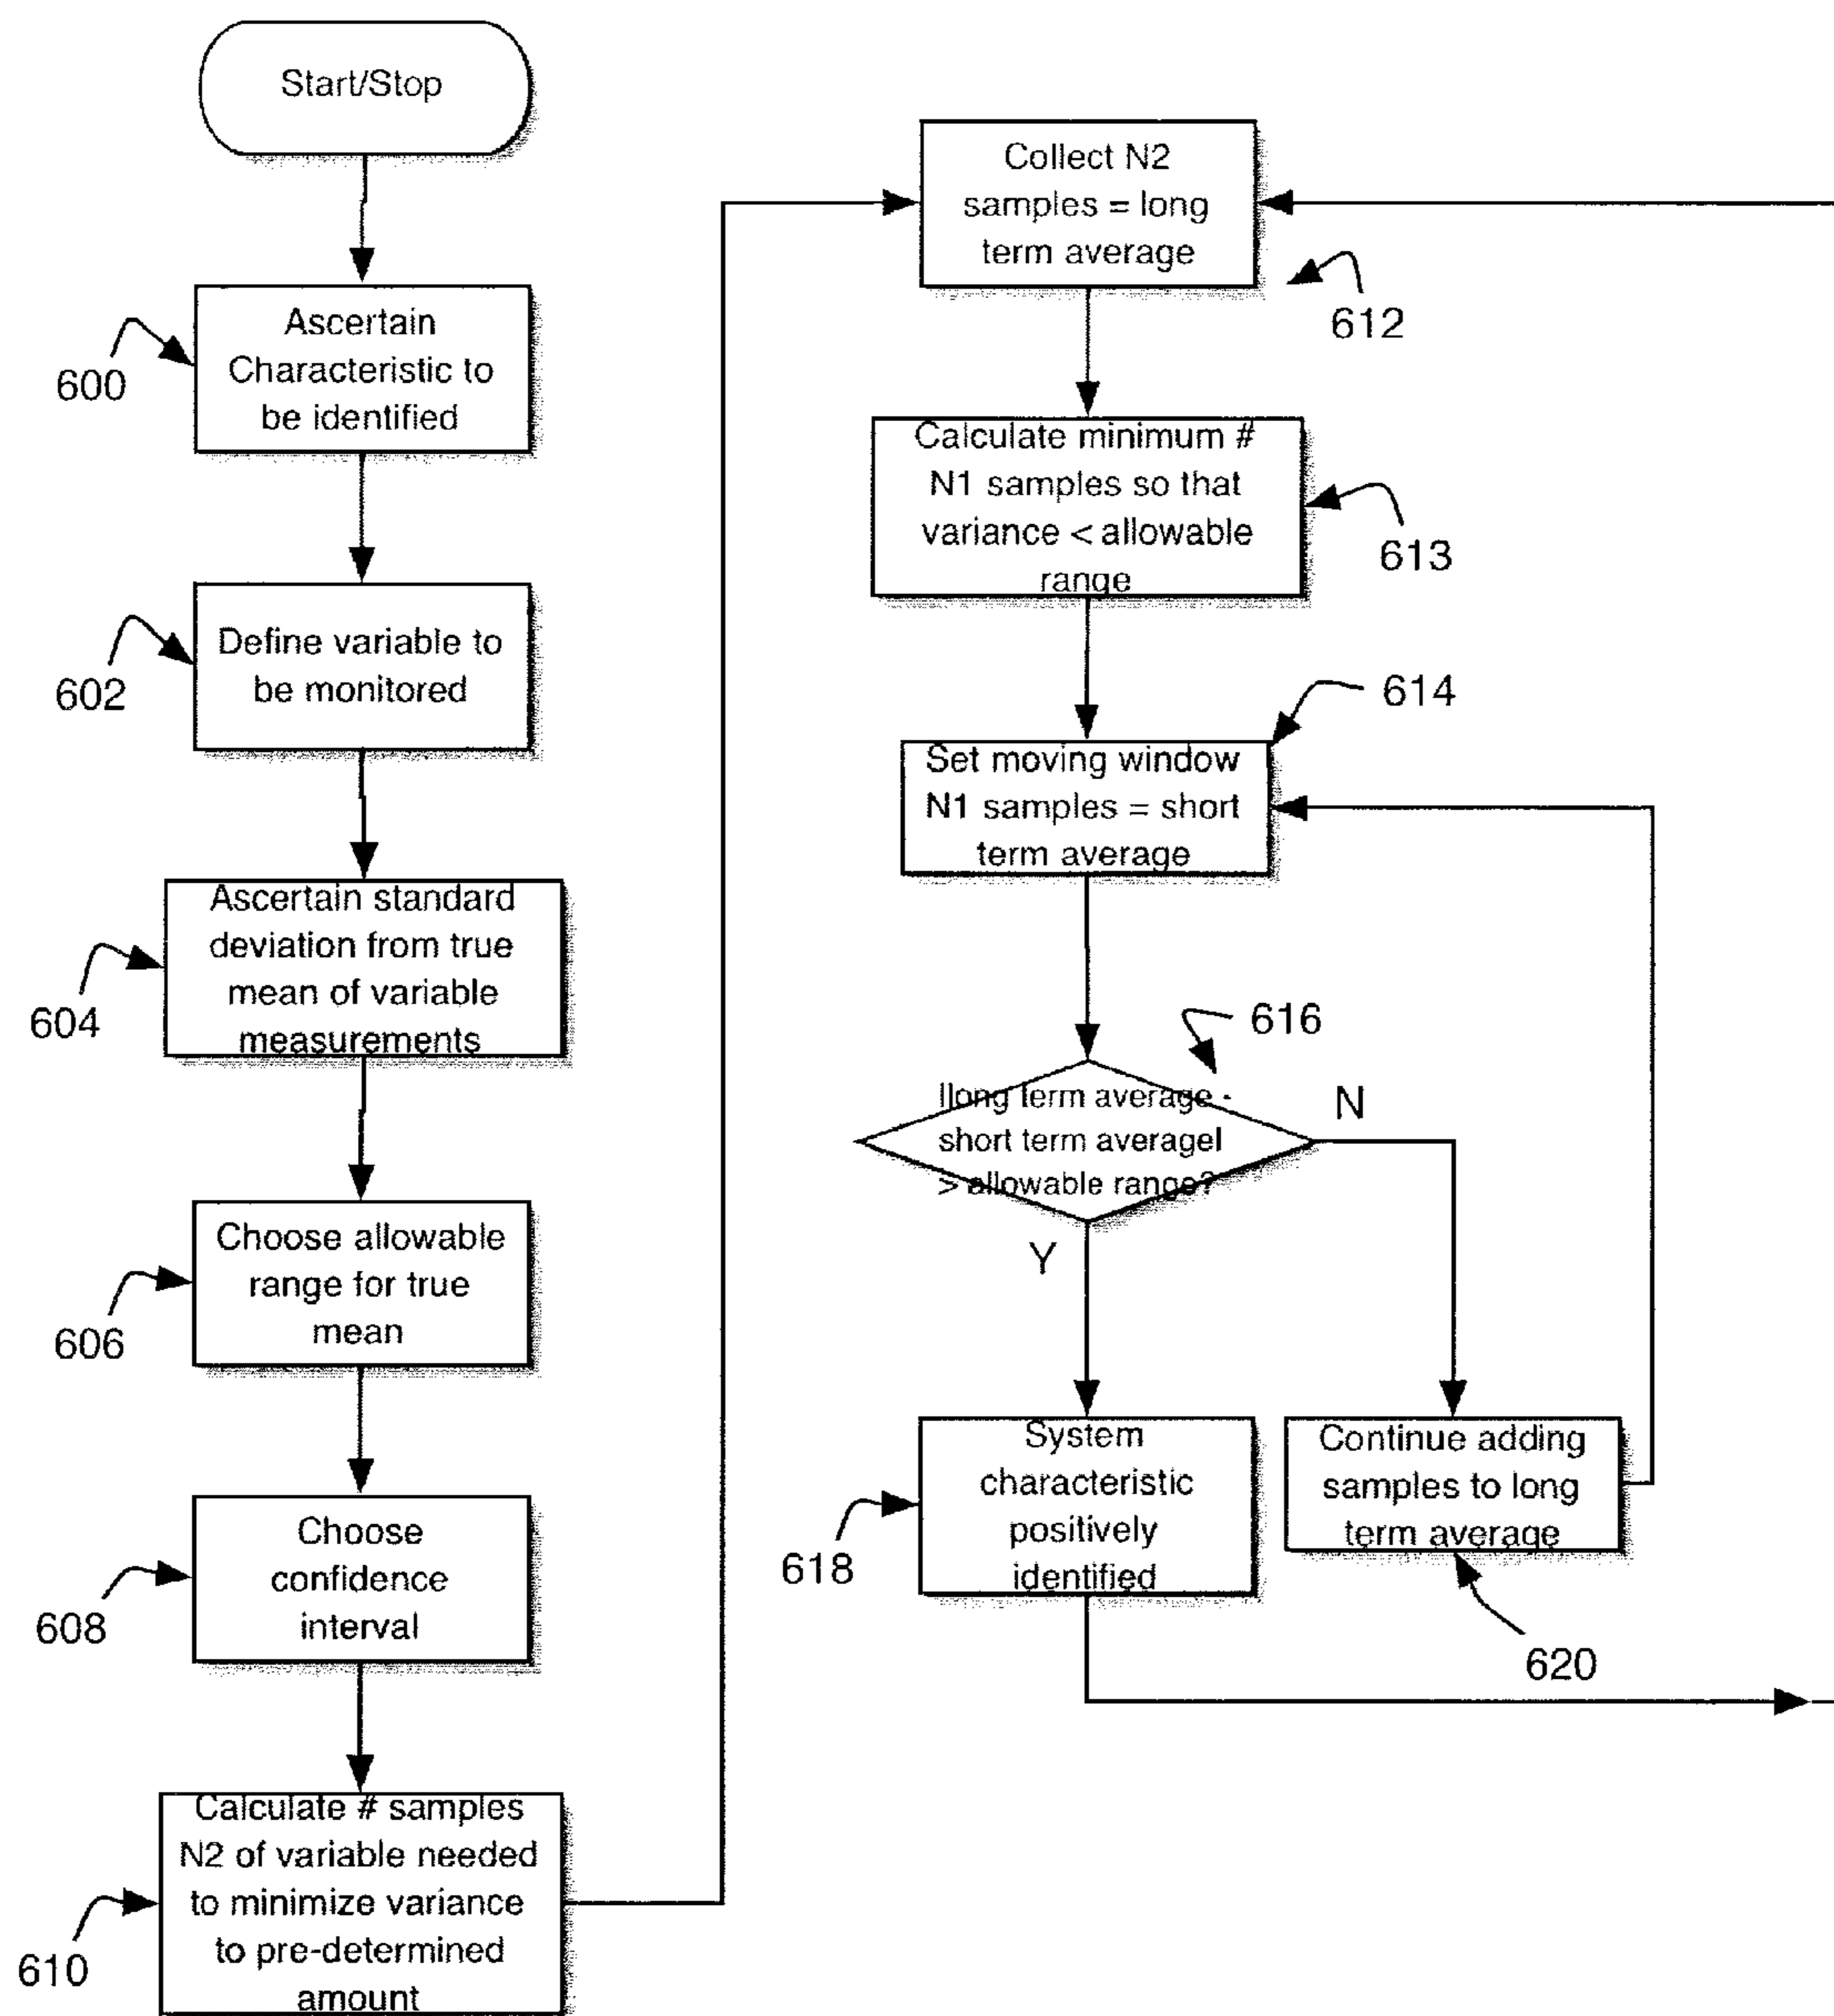 Start/Stop
Ascertain
Characteristic to
be identified
600
Define variable to
be monitored
602
Ascertain standard
deviation from true
mean of variable
measurements
604
Choose allowable
range for true
mean
606
Choose
confidence
interval
608
Calculate # samples
N2 of variable needed
to minimize variance
to pre-determined
amount
610
Collect N2
samples = long
term average
612
Calculate minimum #
N1 samples so that
variance < allowable
range
613
614
Set moving window
N1 samples = short
term average
616
|long term average -
short term average|
> allowable range?
N
Y
System
characteristic
positively
identified
618
Continue adding
samples to long
term average
620